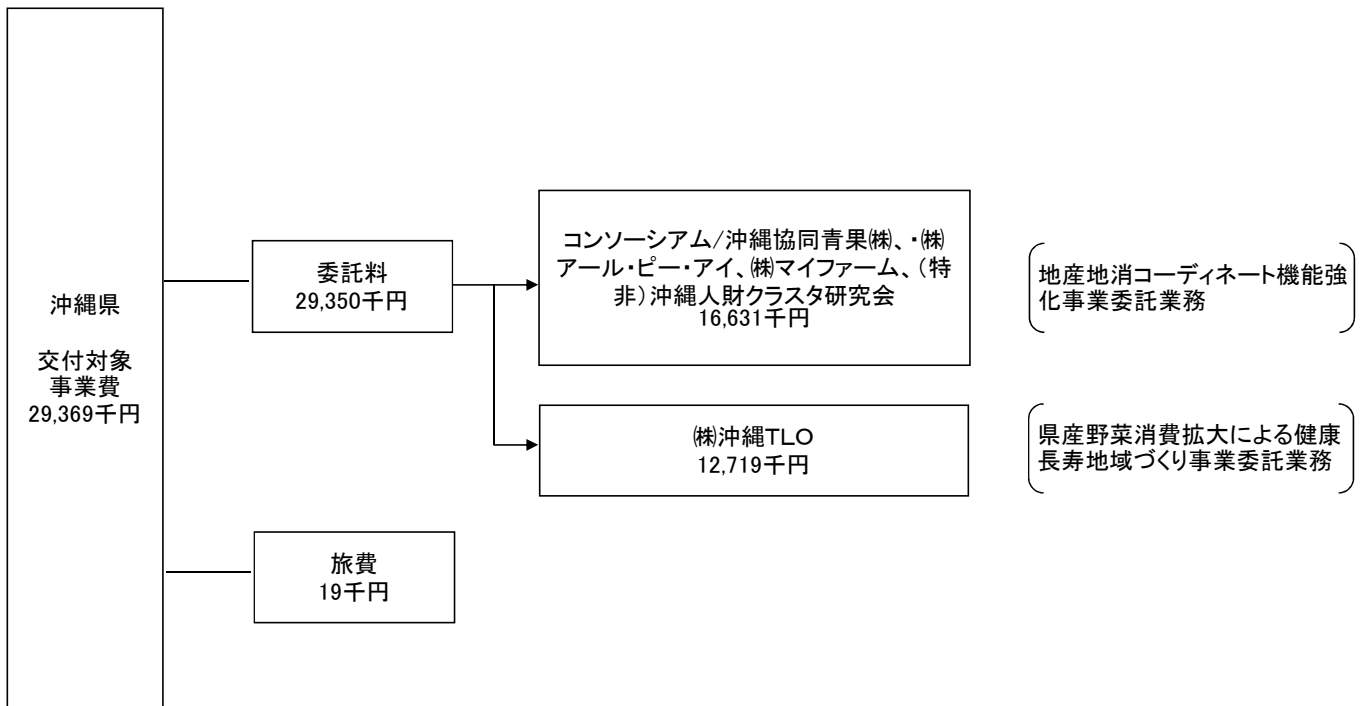 沖縄県
交付対象
事業費
29,369千円
委託料
29,350千円
コンソーシアム/沖縄協同青果㈱、・㈱
アール・ピー・アイ、㈱マイファーム、（特
非）沖縄人財クラスタ研究会
16,631千円
地産地消コーディネート機能強
化事業委託業務
㈱沖縄TLO
12,719千円
県産野菜消費拡大による健康
長寿地域づくり事業委託業務
旅費
19千円